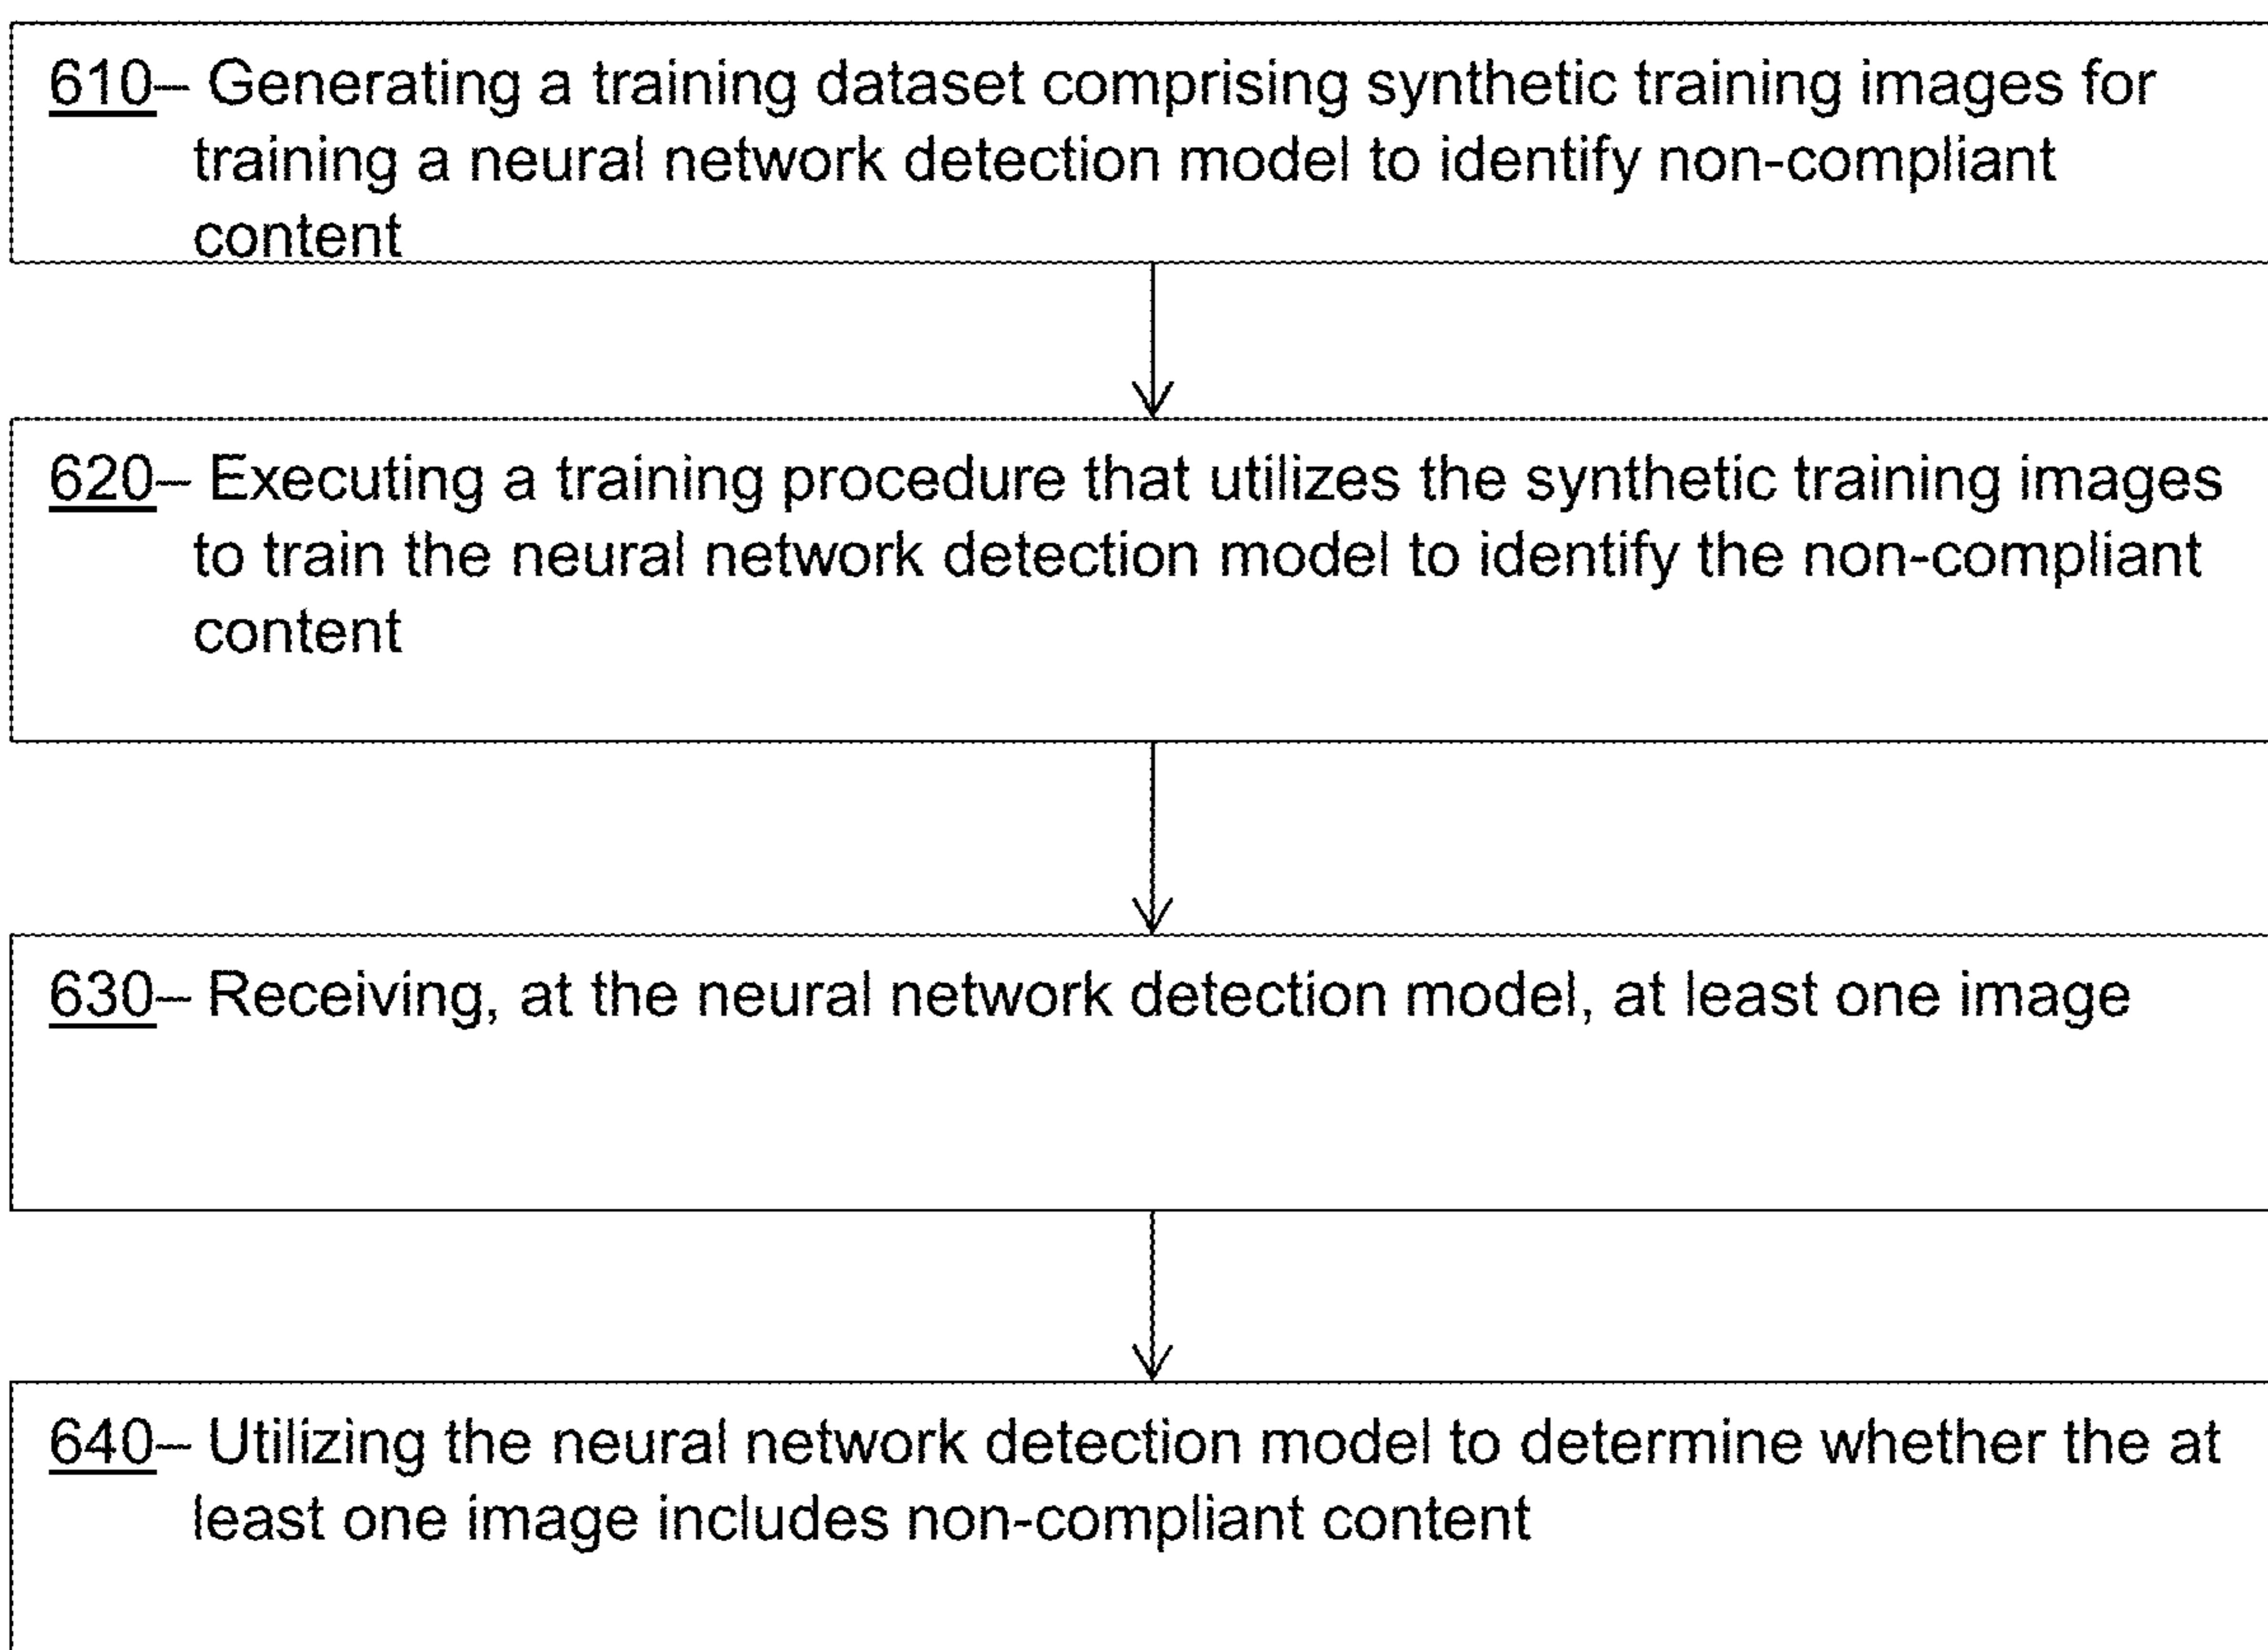 610– Generating a training dataset comprising synthetic training images for
training a neural network detection model to identify non-compliant
content
620– Executing a training procedure that utilizes the synthetic training images
to train the neural network detection model to identify the non-compliant
content
630– Receiving, at the neural network detection model, at least one image
640– Utilizing the neural network detection model to determine whether the at
least one image includes non-compliant content